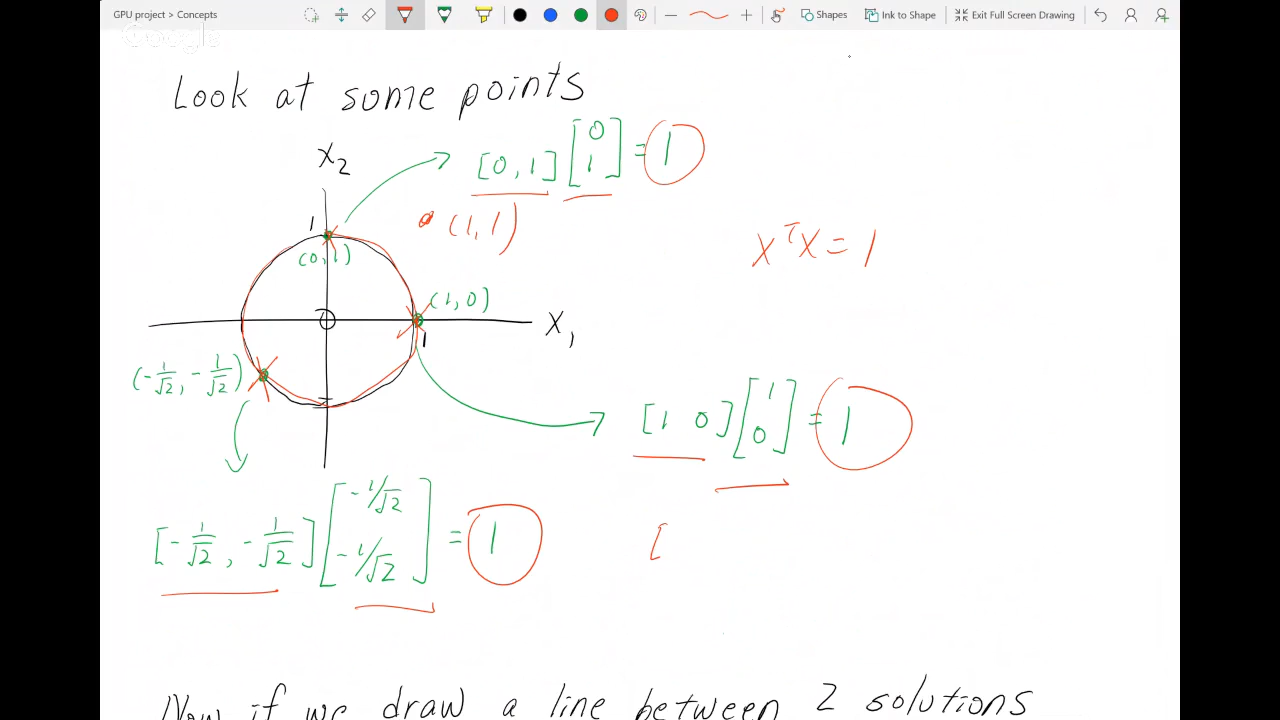 GPU project > Concepts
Shapes
Ink to Shape
Exit Full Screen Drawing
Google
Look at some points
X₂
[0, 1] [0 1] = 1
1
(1, 1)
(0, 1)
XᵀX = 1
(1, 0)
1
X₁
(-1/√2, -1/√2)
[1 0] [1 0] = 1
[-1/√2, -1/√2] [-1/√2 -1/√2] = 1
[
Now if we draw a line between 2 solutions